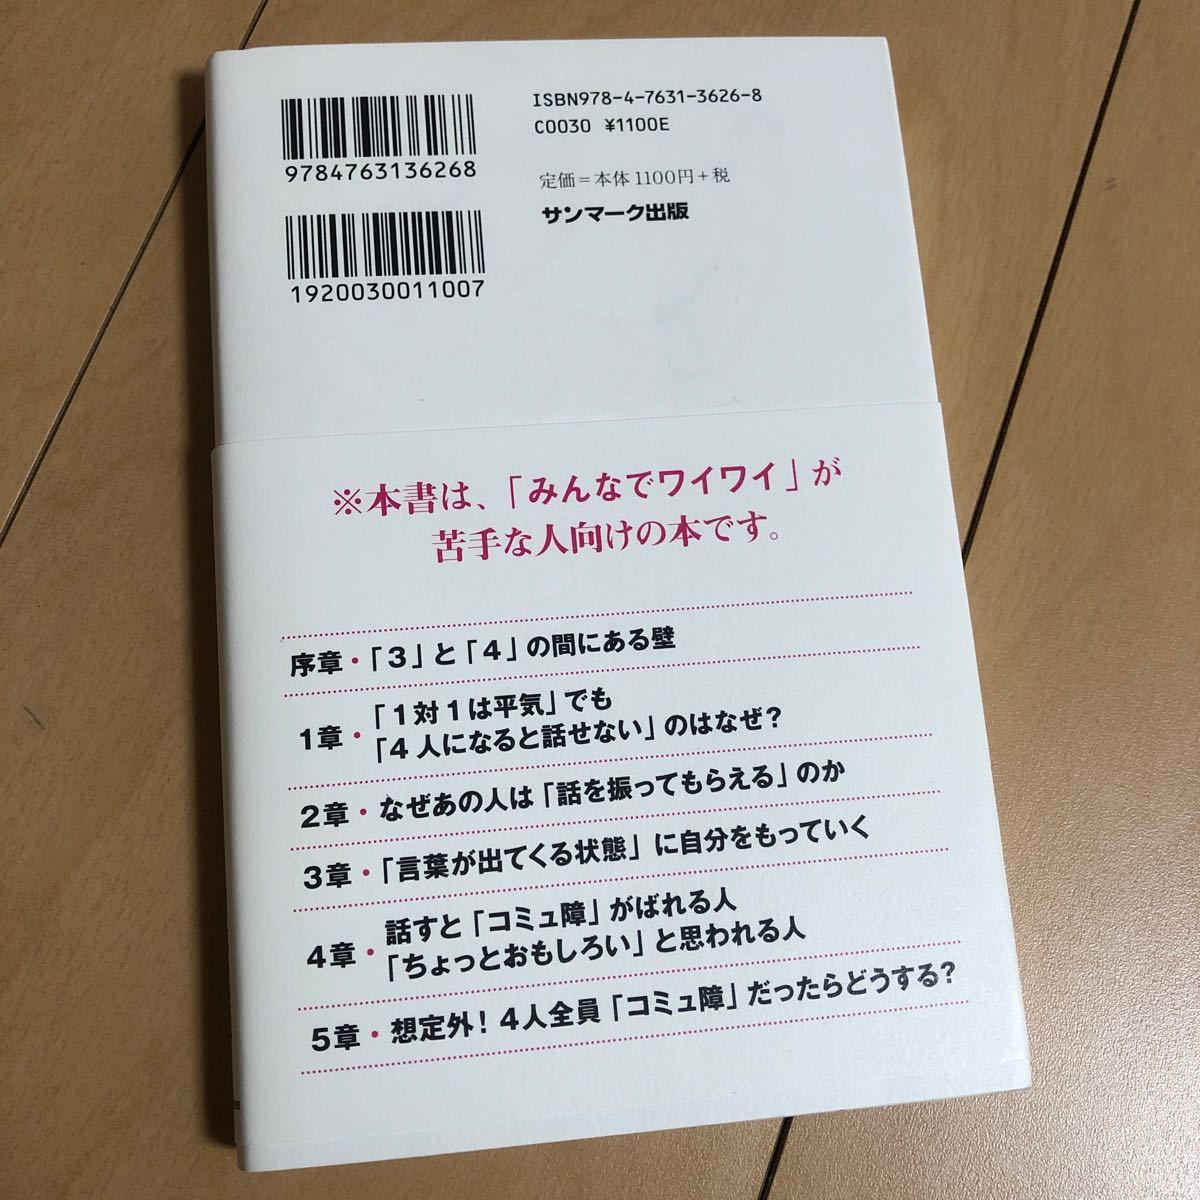 ISBN978-4-7631-3626-8
C0030 ¥1100E
9784763136268
定価＝本体1100円＋税
サンマーク出版
1920030011007
※本書は、「みんなでワイワイ」が
苦手な人向けの本です。
序章・「3」と「4」の間にある壁
1章・「1対1は平気」でも
「4人になると話せない」のはなぜ？
2章・なぜあの人は「話を振ってもらえる」のか
3章・「言葉が出てくる状態」に自分をもっていく
4章・話すと「コミュ障」がばれる人
「ちょっとおもしろい」と思われる人
5章・想定外！4人全員「コミュ障」だったらどうする？